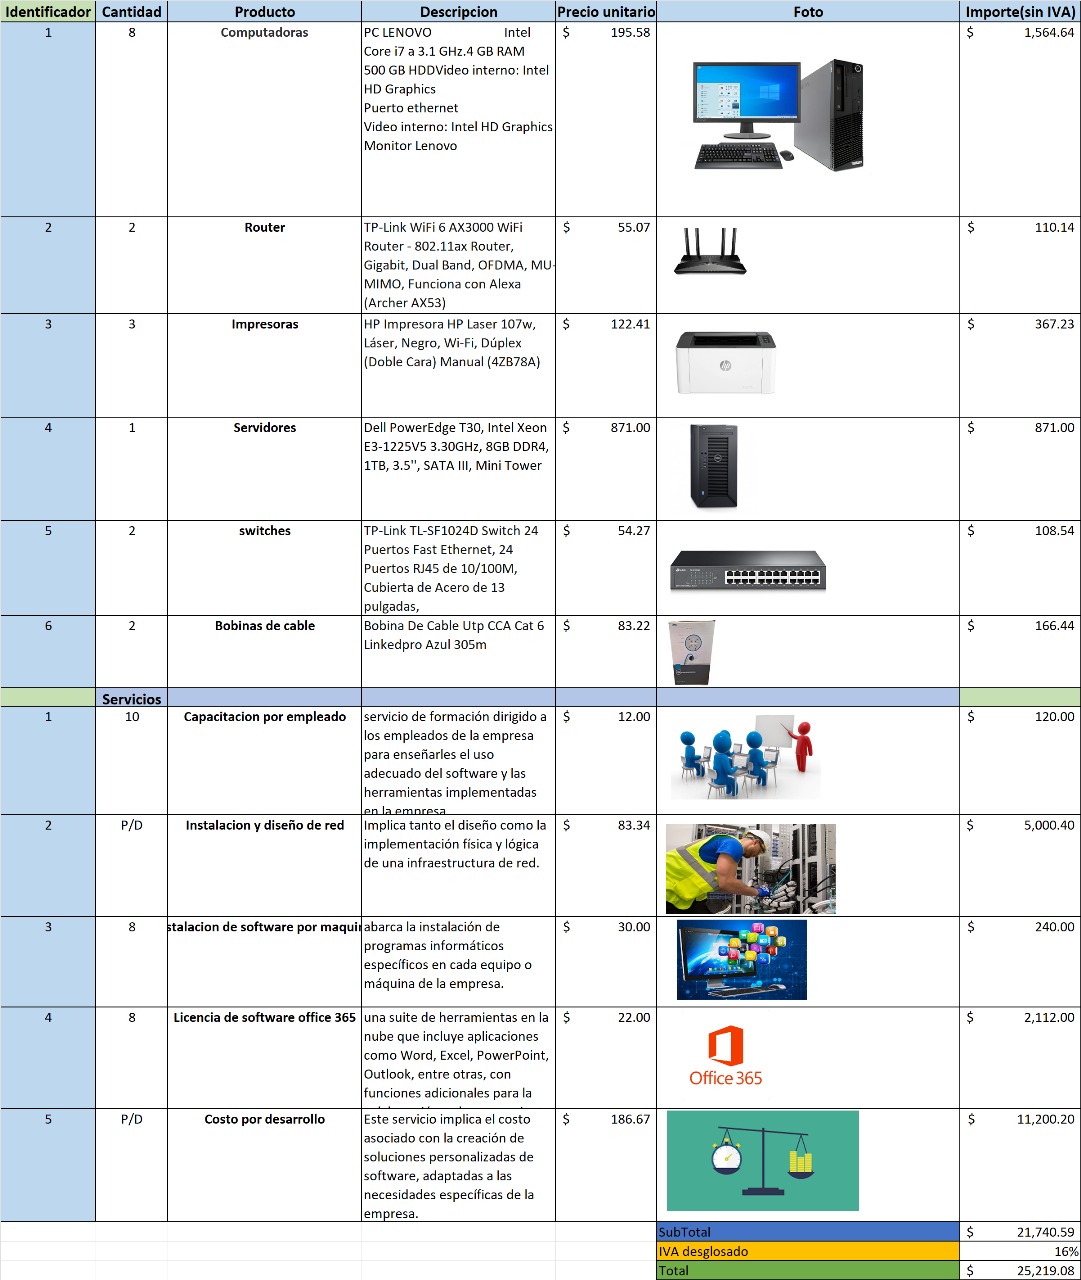 Identificador Cantidad Producto Descripcion Precio unitario Foto Importe(sin IVA)
1 8 Computadoras PC LENOVO Intel $ 195.58 $ 1,564.64
Core i7 a 3.1 GHz.4 GB RAM
500 GB HDDVideo interno: Intel
HD Graphics
Puerto ethernet
Video interno: Intel HD Graphics
Monitor Lenovo
2 2 Router TP-Link WiFi 6 AX3000 WiFi $ 55.07 $ 110.14
Router - 802.11ax Router,
Gigabit, Dual Band, OFDMA, MU-
MIMO, Funciona con Alexa
(Archer AX53)
3 3 Impresoras HP Impresora HP Laser 107w, $ 122.41 $ 367.23
Láser, Negro, Wi-Fi, Dúplex
(Doble Cara) Manual (4ZB78A)
4 1 Servidores Dell PowerEdge T30, Intel Xeon $ 871.00 $ 871.00
E3-1225V5 3.30GHz, 8GB DDR4,
1TB, 3.5", SATA III, Mini Tower
5 2 switches TP-Link TL-SF1024D Switch 24 $ 54.27 $ 108.54
Puertos Fast Ethernet, 24
Puertos RJ45 de 10/100M,
Cubierta de Acero de 13
pulgadas,
6 2 Bobinas de cable Bobina De Cable Utp CCA Cat 6 $ 83.22 $ 166.44
Linkedpro Azul 305m
Servicios
1 10 Capacitacion por empleado servicio de formación dirigido a $ 12.00 $ 120.00
los empleados de la empresa
para enseñarles el uso
adecuado del software y las
herramientas implementadas
en la empresa
2 P/D Instalacion y diseño de red Implica tanto el diseño como la $ 83.34 $ 5,000.40
implementación física y lógica
de una infraestructura de red.
3 8 stalacion de software por maqui abarca la instalación de $ 30.00 $ 240.00
programas informáticos
específicos en cada equipo o
máquina de la empresa.
4 8 Licencia de software office 365 una suite de herramientas en la $ 22.00 $ 2,112.00
nube que incluye aplicaciones
como Word, Excel, PowerPoint,
Outlook, entre otras, con
funciones adicionales para la
Office 365
5 P/D Costo por desarrollo Este servicio implica el costo $ 186.67 $ 11,200.20
asociado con la creación de
soluciones personalizadas de
software, adaptadas a las
necesidades específicas de la
empresa.
SubTotal $ 21,740.59
IVA desglosado 16%
Total $ 25,219.08